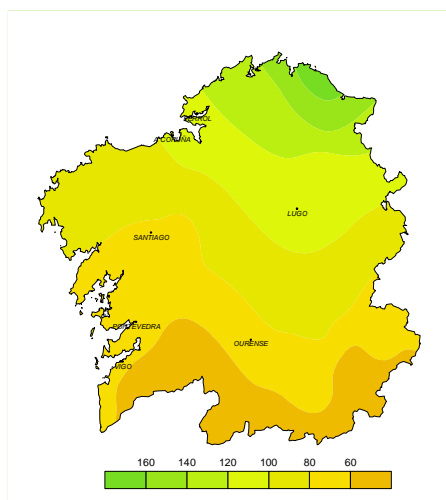 FERROL
A CORUÑA
LUGO
SANTIAGO
PONTEVEDRA
OURENSE
VIGO
160 140 120 100 80 60